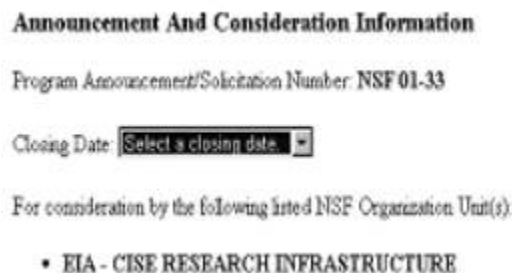 Announcement And Consideration Information
Program Announcement/Solicitation Number: NSF 01-33
Closing Date: Select a closing date.
For consideration by the following listed NSF Organization Unit(s):
• EIA - CISE RESEARCH INFRASTRUCTURE